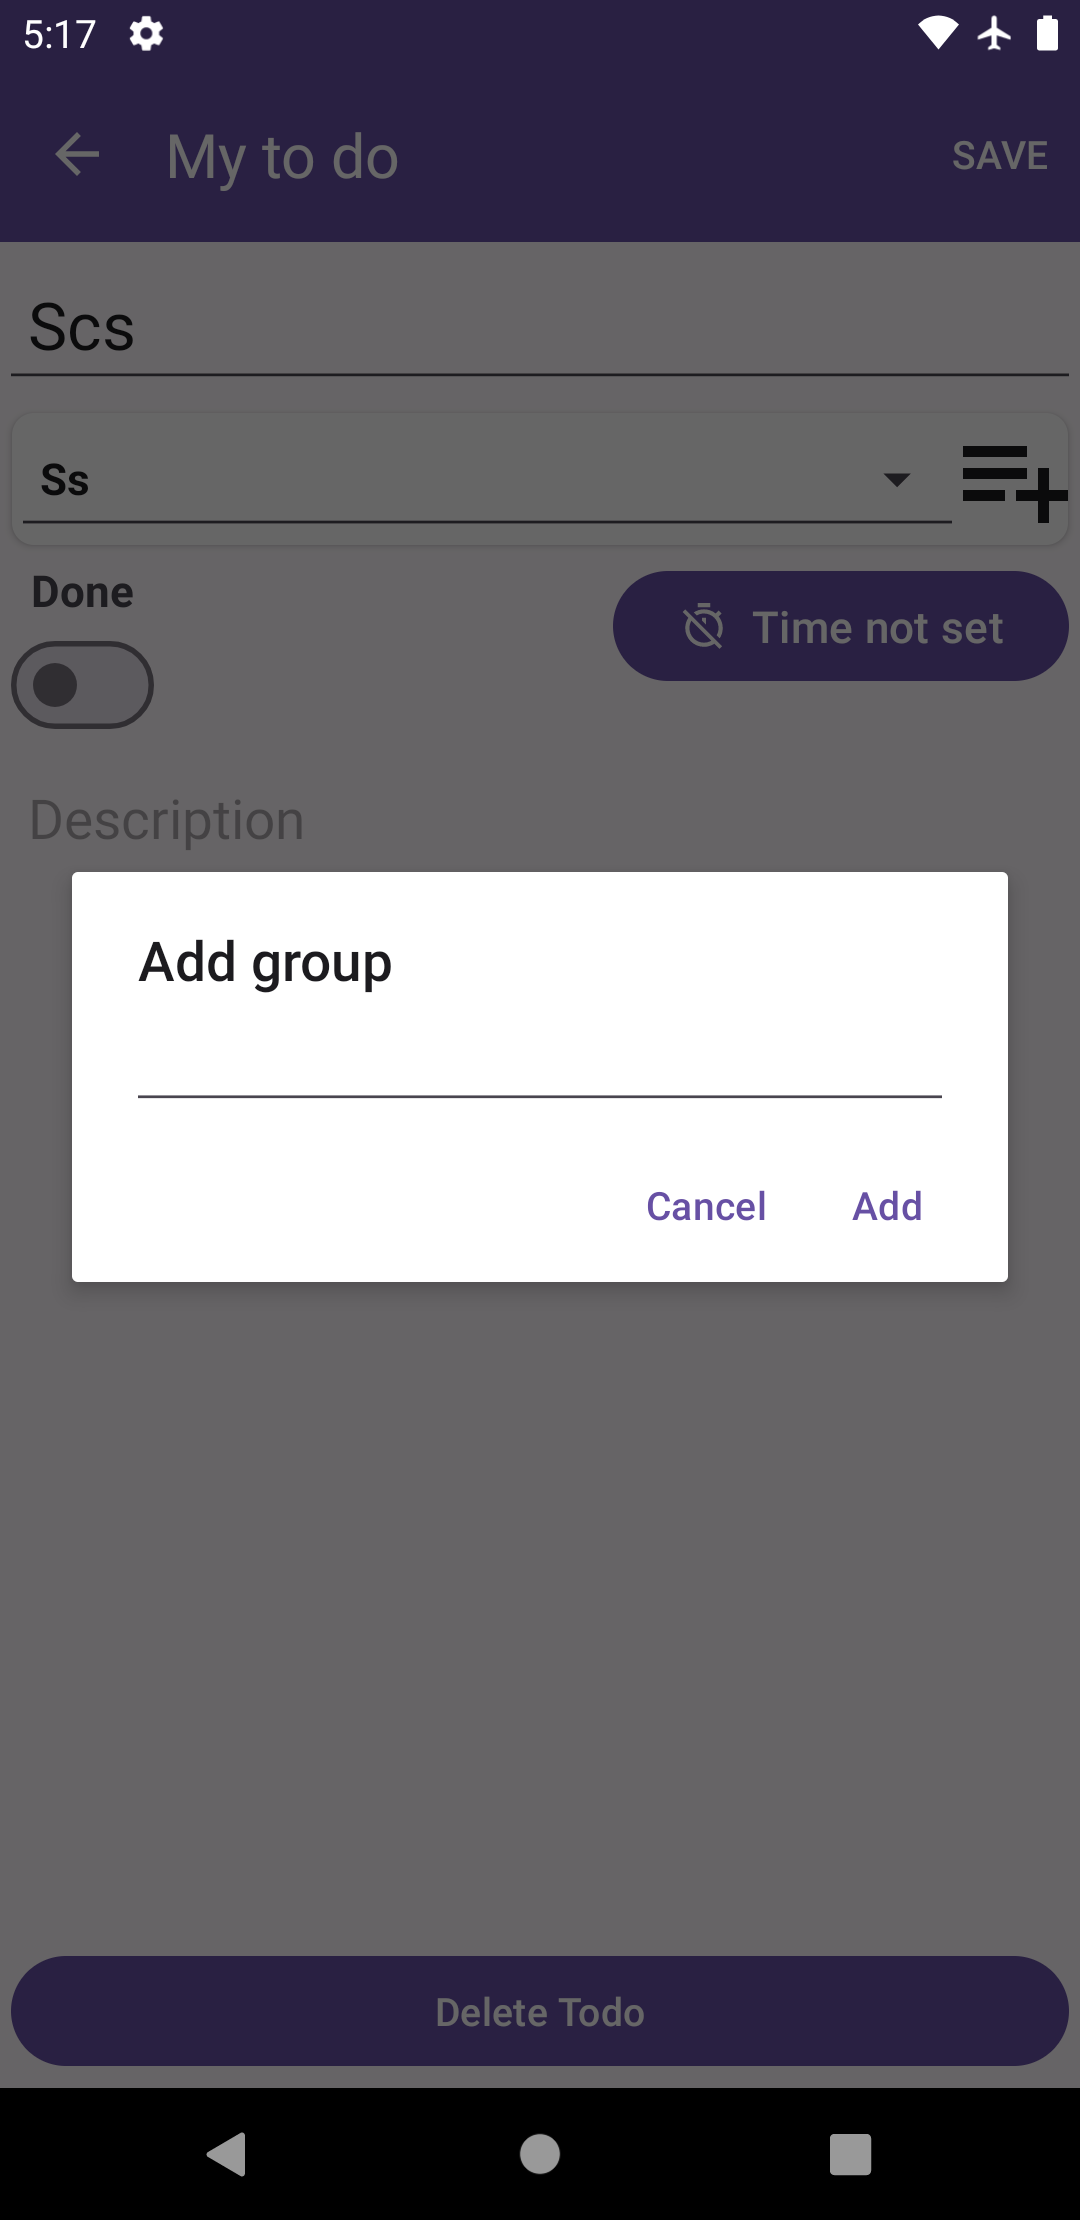 5:17
My to do
SAVE
Scs
Ss
Done
Time not set
Description
Add group
Cancel
Add
Delete Todo